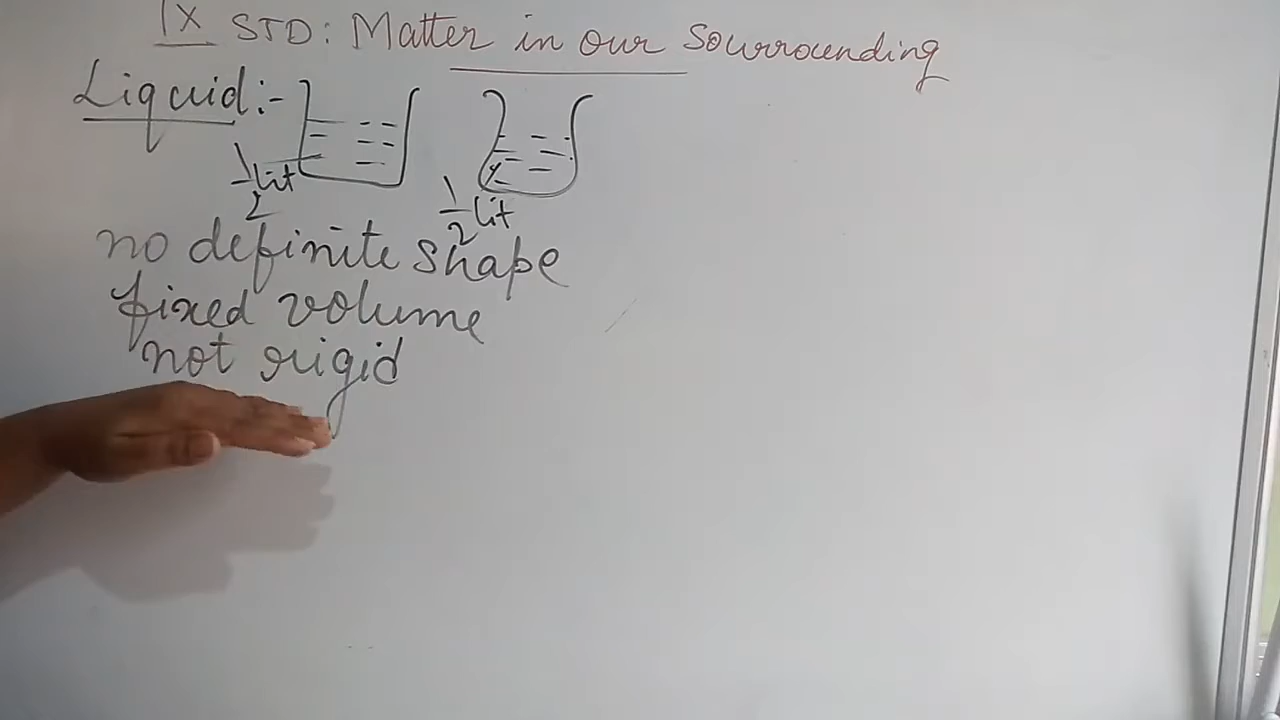 IX STD: Matter in our Sourrounding
Liquid:-
1/2 lit
1/2 lit
no definite shape
fixed volume
not rigid